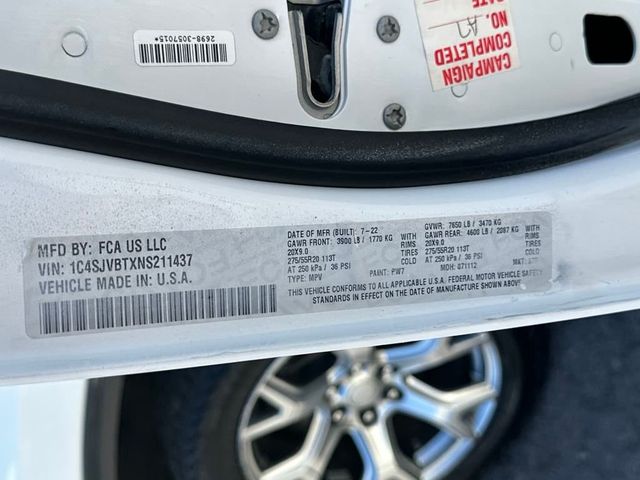 2698-3057015*
CAMPAIGN
COMPLETED
NO. A7
DATE
MFD BY: FCA US LLC
VIN: 1C4SJVBTXNS211437
VEHICLE MADE IN: U.S.A.
DATE OF MFR (BUILT): 7-22
GAWR FRONT: 3900 LB / 1770 KG WITH
20X9.0 TIRES
275/55R20 113T RIMS
AT 250 kPa / 36 PSI COLD
TYPE: MPV PAINT: PW7
GVWR: 7650 LB / 3470 KG
GAWR REAR: 4600 LB / 2087 KG WITH
20X9.0 TIRES
275/55R20 113T RIMS
AT 250 kPa / 36 PSI COLD
MDH: 071112
THIS VEHICLE CONFORMS TO ALL APPLICABLE U.S.A. FEDERAL MOTOR VEHICLE SAFETY
STANDARDS IN EFFECT ON THE DATE OF MANUFACTURE SHOWN ABOVE.